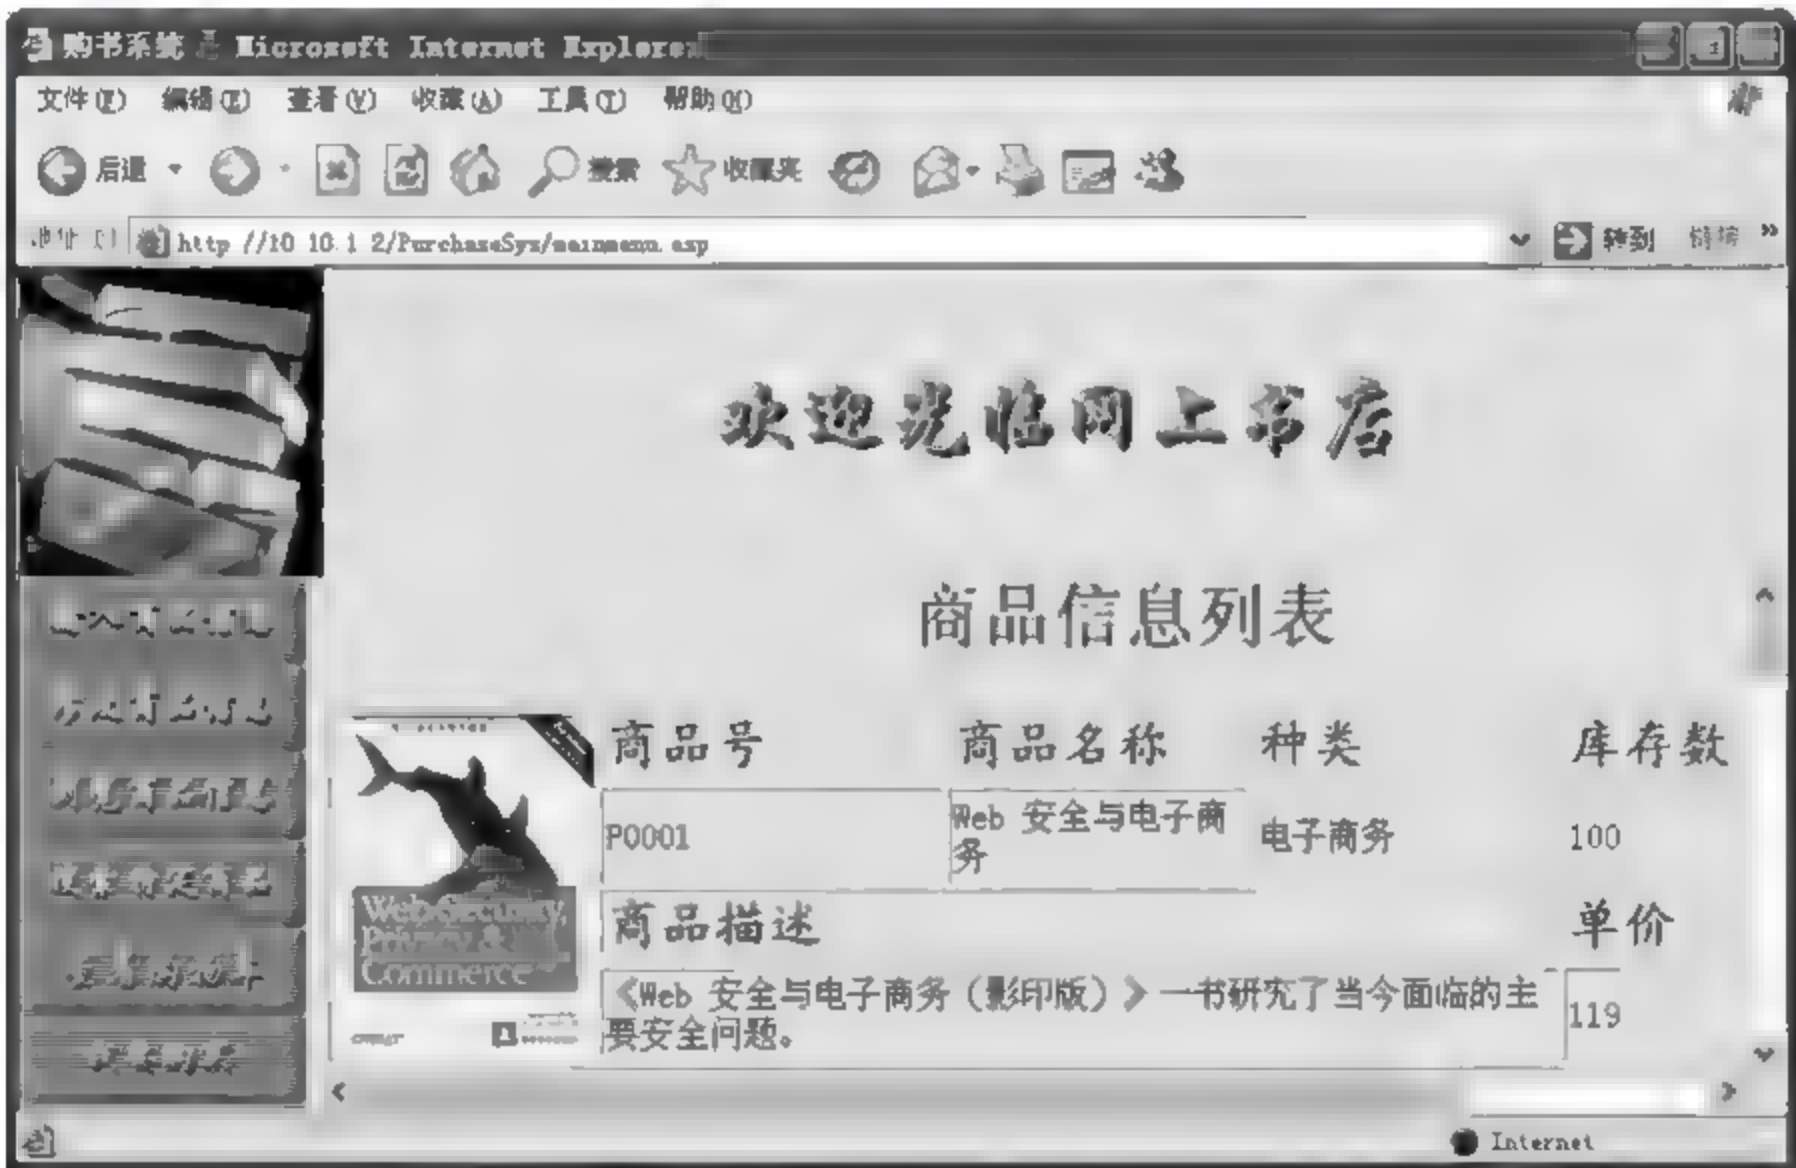 购书系统 Microsoft Internet Explorer
文件(F) 编辑(E) 查看(V) 收藏(A) 工具(T) 帮助(H)
后退 搜索 收藏夹
地址(D) http //10 10.1 2/PurchaseSys/mainmenu.asp 转到 链接 »
欢迎光临网上书店
商品信息列表
商品号 商品名称 种类 库存数
P0001 Web 安全与电子商务 电子商务 100
商品描述 单价
《Web 安全与电子商务（影印版）》一书研究了当今面临的主 119
要安全问题。
Web Security,
Privacy &
Commerce
Internet